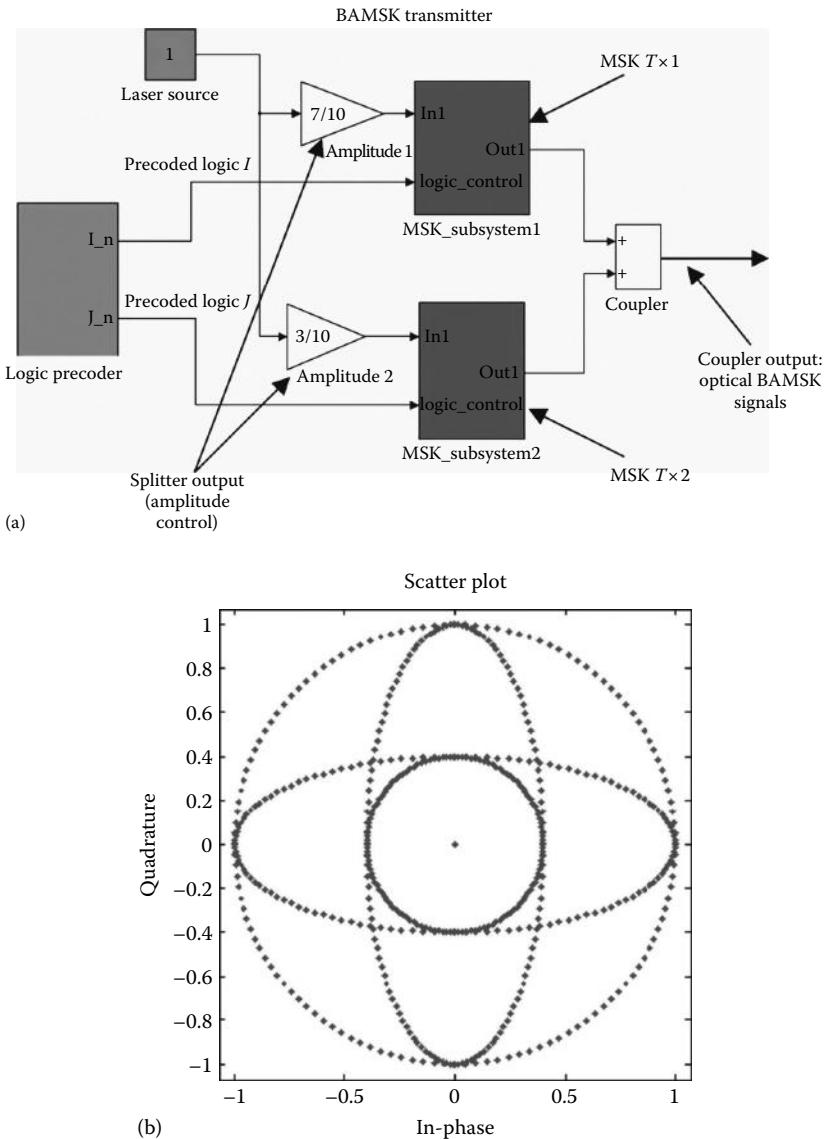 BAMSK transmitter
1
Laser source
MSK T×1
7/10
In1
Amplitude 1
Out1
Precoded logic I
logic_control
I_n
MSK_subsystem1
+
+
Coupler
Precoded logic J
J_n
3/10
In1
Logic precoder
Amplitude 2
Out1
Coupler output:
optical BAMSK
signals
logic_control
MSK_subsystem2
MSK T×2
Splitter output
(amplitude
control)
(a)
Scatter plot
1
0.8
0.6
0.4
0.2
0
−0.2
−0.4
−0.6
−0.8
−1
Quadrature
−1
−0.5
0
0.5
1
In-phase
(b)